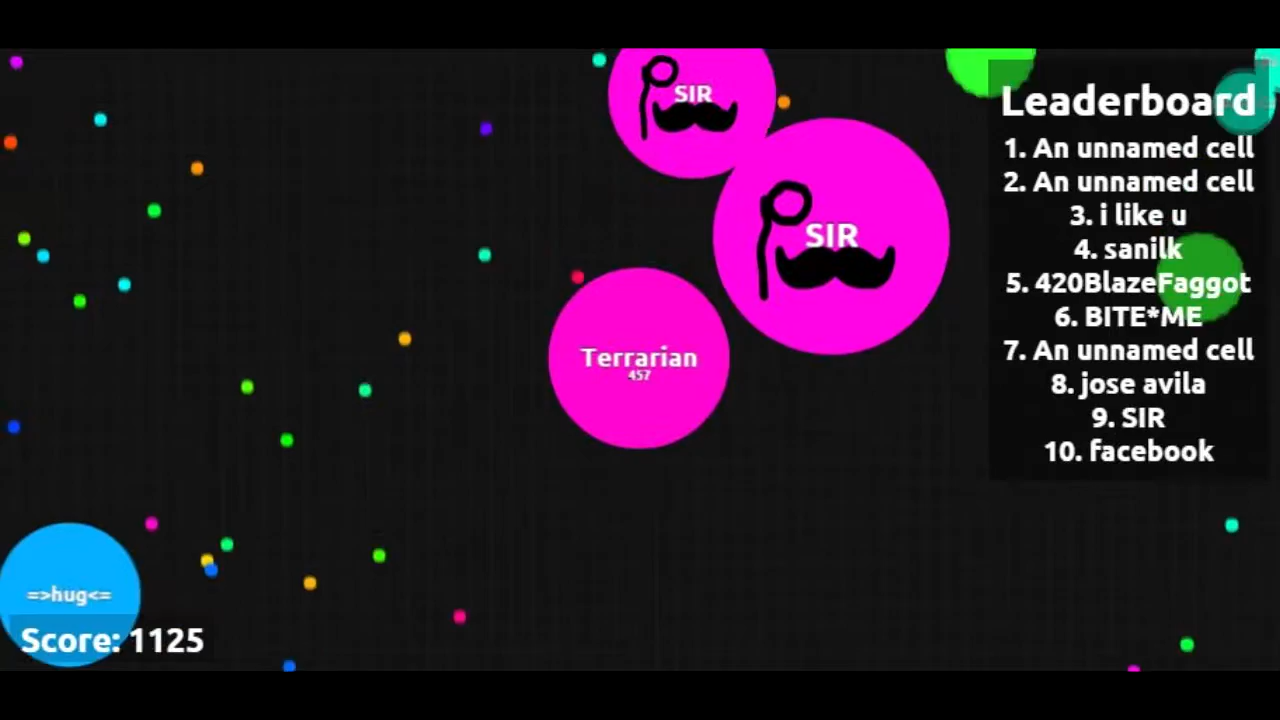 SIR
SIR
Terrarian
457
=>hug<=
Score: 1125
Leaderboard
1. An unnamed cell
2. An unnamed cell
3. i like u
4. sanilk
5. 420BlazeFaggot
6. BITE*ME
7. An unnamed cell
8. jose avila
9. SIR
10. facebook